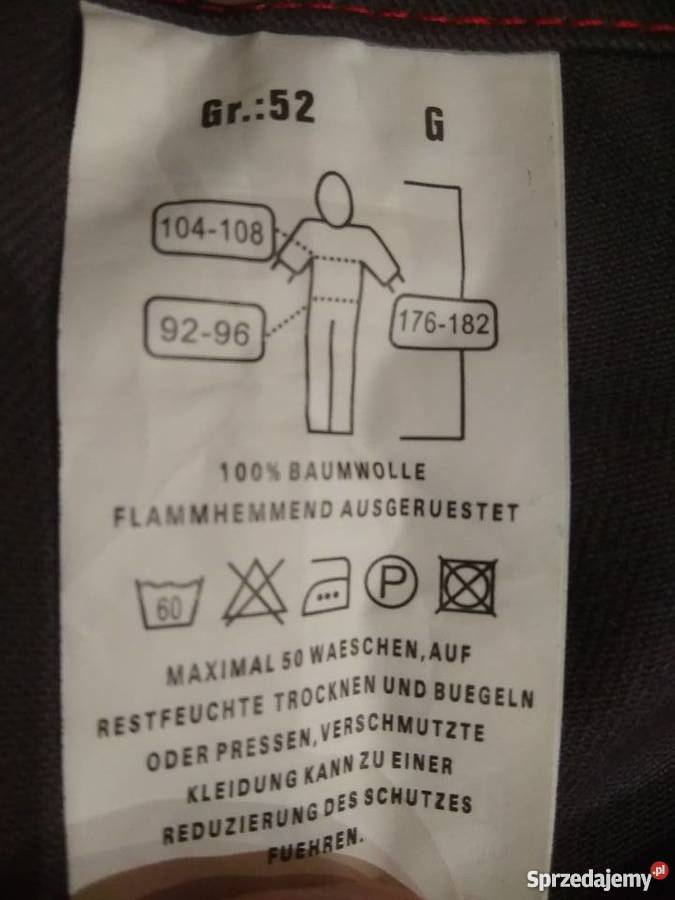 Gr.:52 G
104-108
92-96
176-182
100% BAUMWOLLE
FLAMMHEMMEND AUSGERUESTET
60 P
MAXIMAL 50 WAESCHEN, AUF
RESTFEUCHTE TROCKNEN UND BUEGELN
ODER PRESSEN, VERSCHMUTZTE
KLEIDUNG KANN ZU EINER
REDUZIERUNG DES SCHUTZES
FUEHREN.
Sprzedajemy.pl